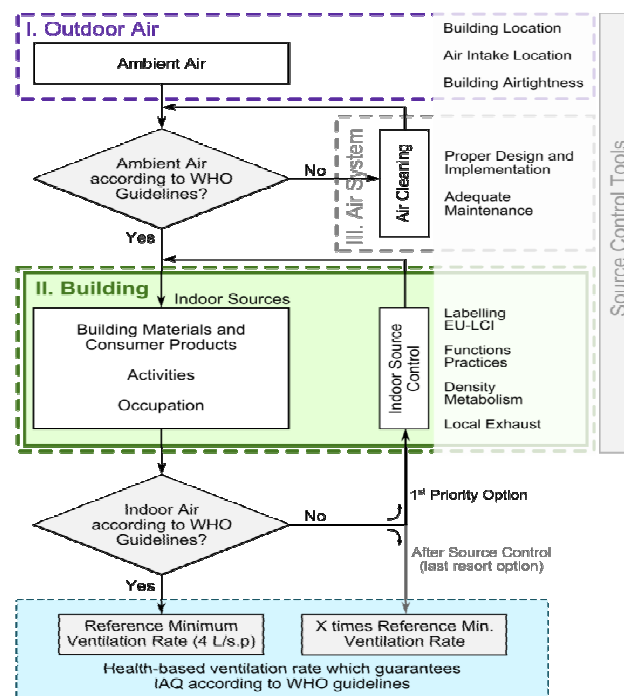 I. Outdoor Air
Ambient Air
Building Location
Air Intake Location
Building Airtightness
Source Control Tools
Ambient Air
according to WHO
Guidelines?
No
Yes
III. Air System
Air Cleaning
Proper Design and
Implementation
Adequate
Maintenance
II. Building
Indoor Sources
Building Materials and
Consumer Products
Activities
Occupation
Indoor Source
Control
Labelling
EU-LCI
Functions
Practices
Density
Metabolism
Local Exhaust
Indoor Air
according to WHO
Guidelines?
No
Yes
1st Priority Option
After Source Control
(last resort option)
Reference Minimum
Ventilation Rate (4 L/s.p)
X times Reference Min.
Ventilation Rate
Health-based ventilation rate which guarantees
IAQ according to WHO guidelines